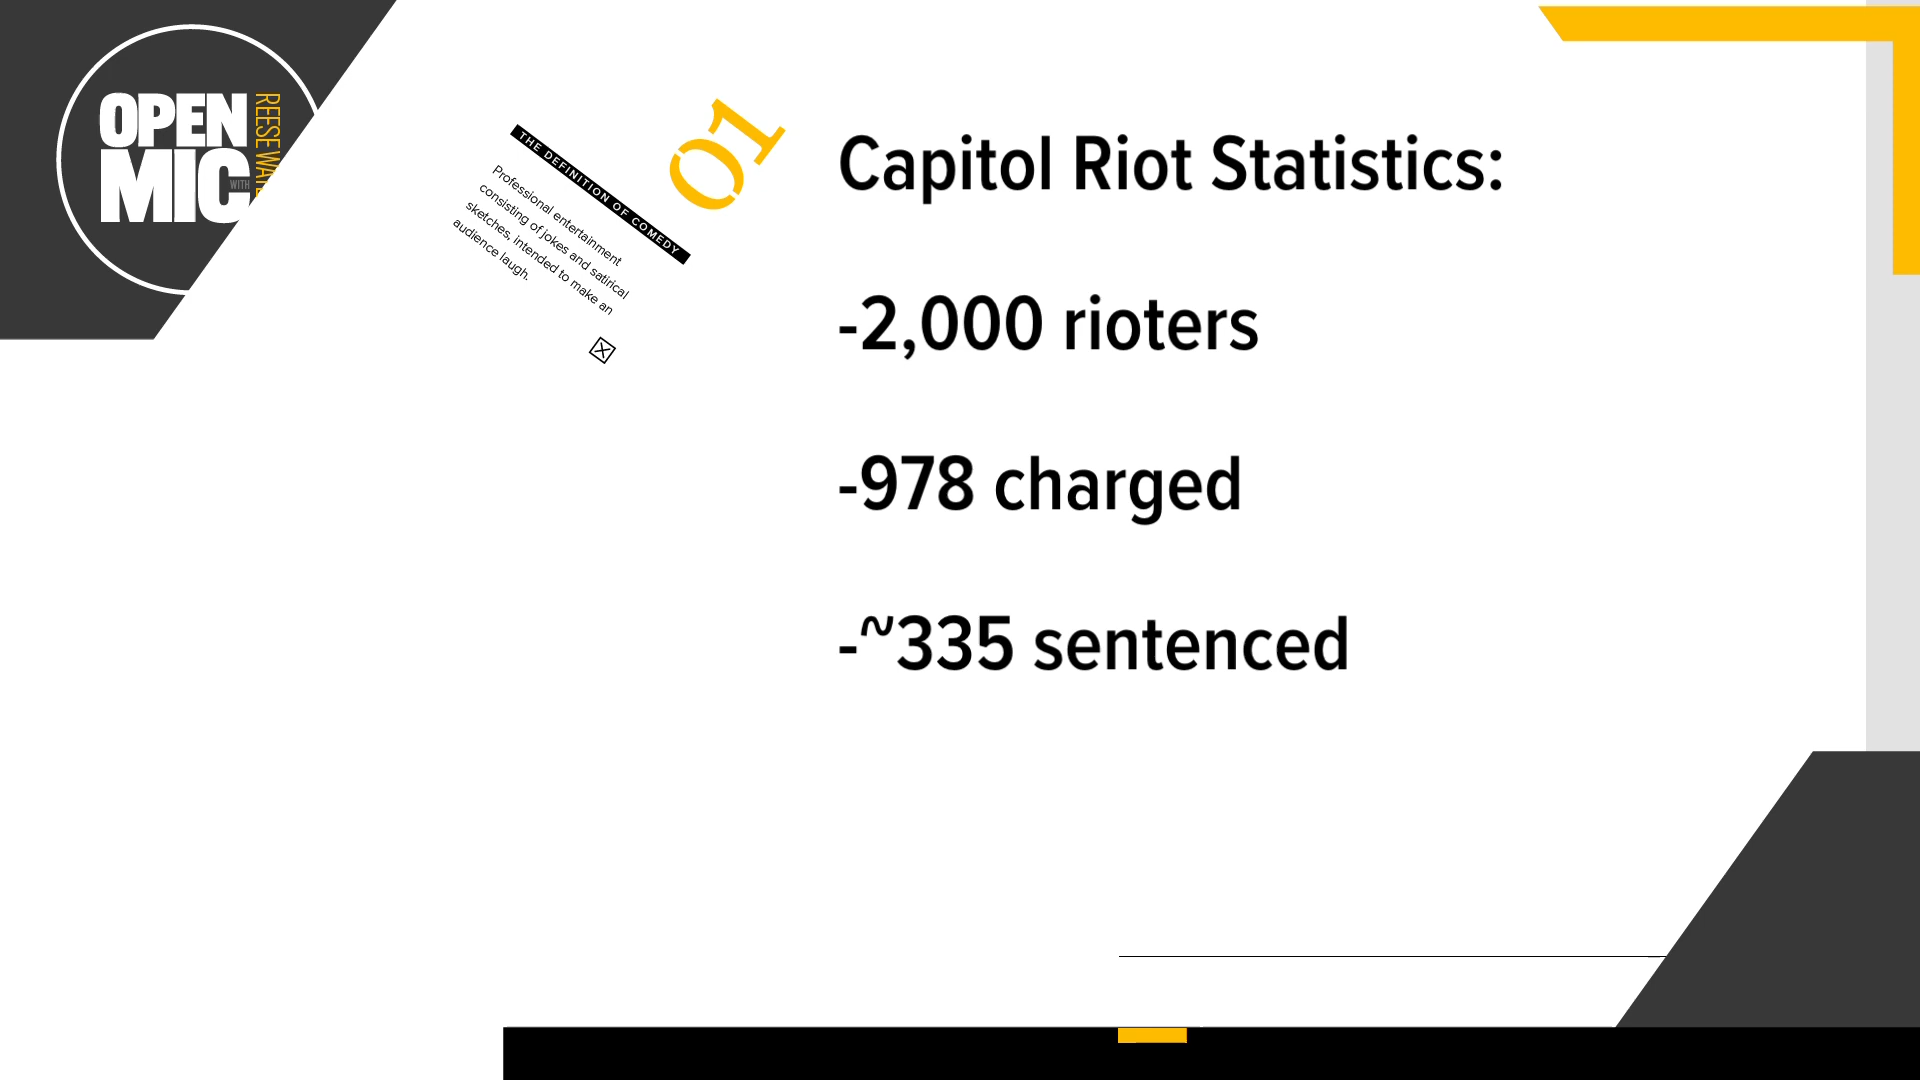 OPEN
MIC
WITH
REESE
THE DEFINITION OF COMEDY
Professional entertainment
consisting of jokes and satirical
sketches, intended to make an
audience laugh.
01
Capitol Riot Statistics:
-2,000 rioters
-978 charged
-~335 sentenced